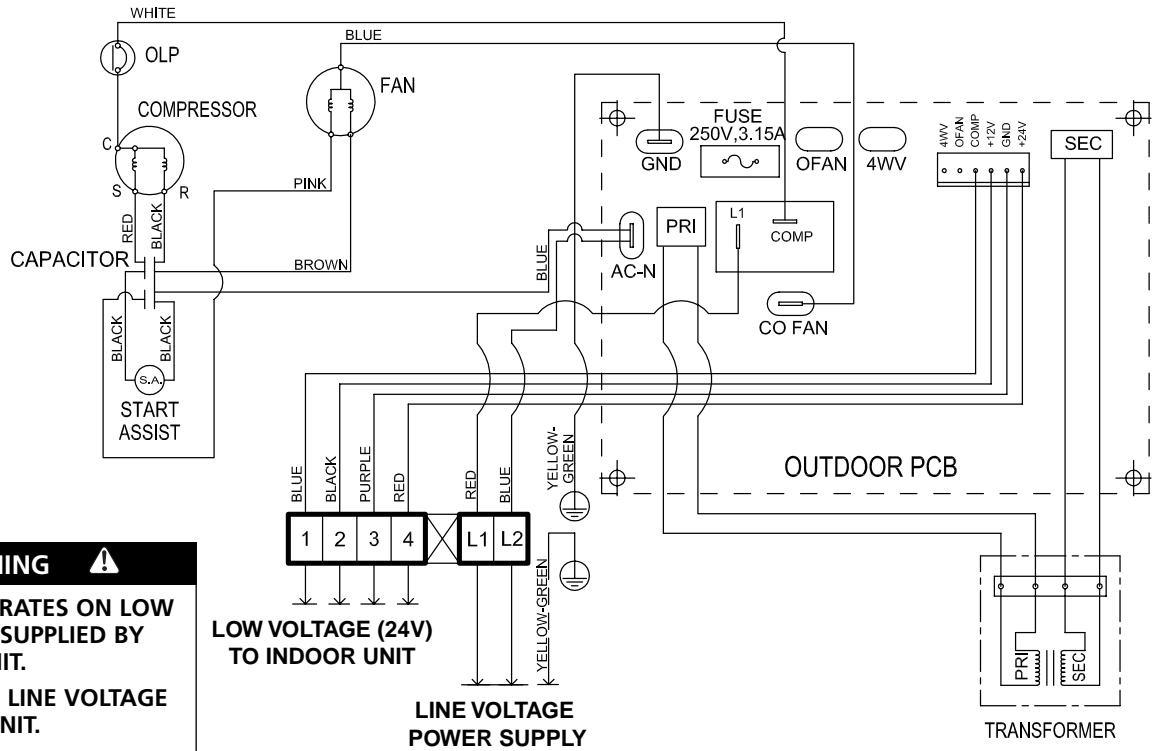 WHITE
OLP
BLUE
FAN
COMPRESSOR
C
S
R
PINK
RED
BLACK
CAPACITOR
BROWN
BLACK
BLACK
S.A.
START
ASSIST
BLUE
FUSE
250V,3.15A
GND
OFAN
4WV
4WV
OFAN
COMP
+12V
GND
+24V
SEC
PRI
L1
COMP
AC-N
CO FAN
OUTDOOR PCB
BLUE
BLACK
PURPLE
RED
RED
BLUE
YELLOW-
GREEN
1 2 3 4 L1 L2
YELLOW-GREEN
LOW VOLTAGE (24V)
TO INDOOR UNIT
LINE VOLTAGE
POWER SUPPLY
PRI
SEC
TRANSFORMER
NING
RATES ON LOW
SUPPLIED BY
IT.
LINE VOLTAGE
NIT.